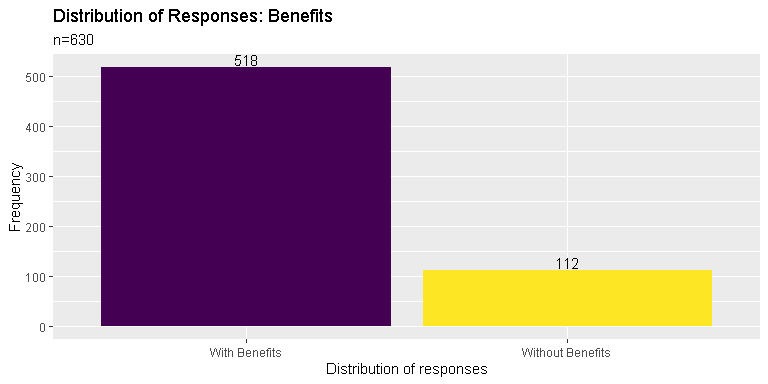 Distribution of Responses: Benefits
n=630
518
112
500
400
300
200
100
0
Frequency
With Benefits
Without Benefits
Distribution of responses